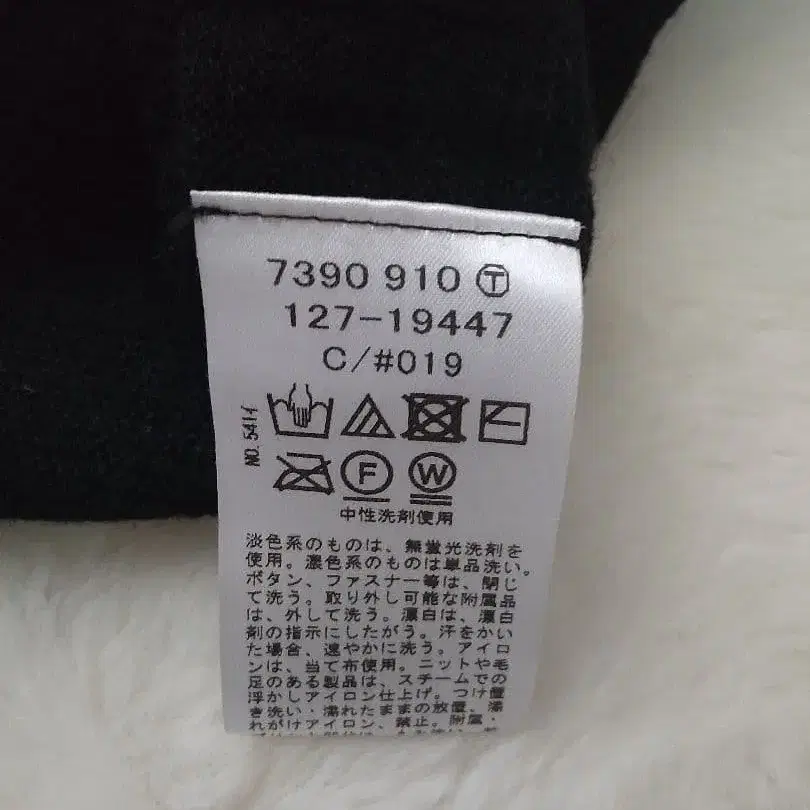 7390 910 Ⓣ
127-19447
C/#019
NO. 5414
F
W
中性洗剤使用
淡色系のものは、無蛍光洗剤を
使用。濃色系のものは単品洗い。
ボタン、ファスナー等は、閉じ
て洗う。取り外し可能な附属品
は、外して洗う。漂白は、漂白
剤の指示にしたがう。汗をかい
た場合、速やかに洗う。アイロ
ンは、当て布使用。ニットや毛
足のある製品は、スチームでの
浮かしアイロン仕上げ。つけ置
き洗い・濡れたままの放置、濡
れがけアイロン、禁止。附属・